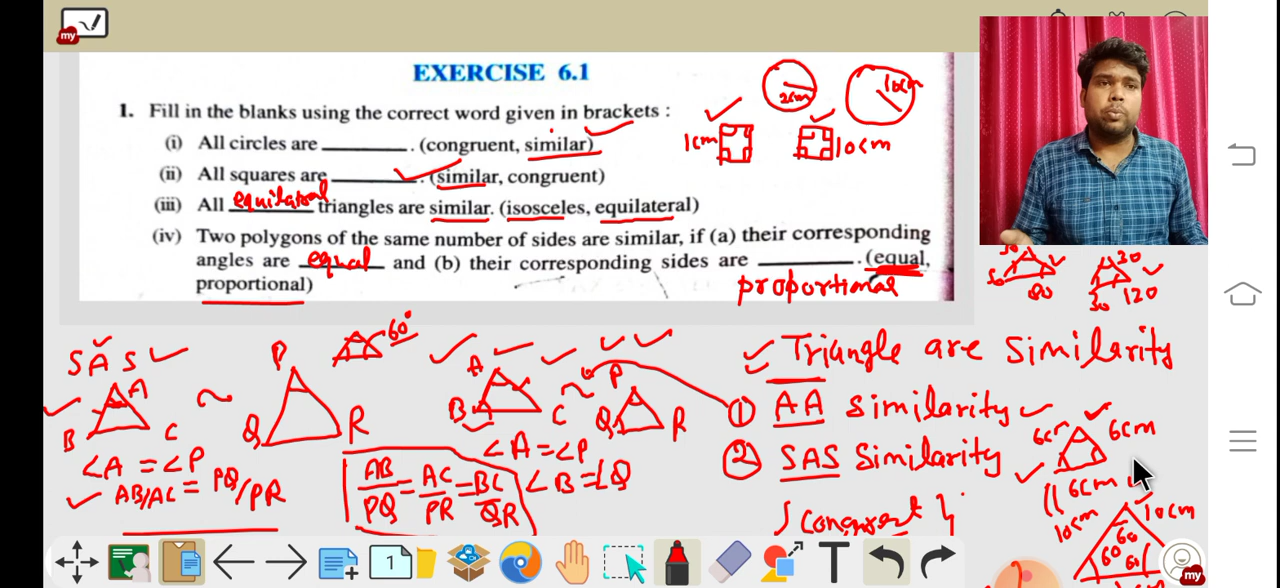 EXERCISE 6.1
1. Fill in the blanks using the correct word given in brackets :
(i) All circles are ________ . (congruent, similar)
(ii) All squares are ________ . (similar, congruent)
(iii) All equilateral triangles are similar. (isosceles, equilateral)
(iv) Two polygons of the same number of sides are similar, if (a) their corresponding
angles are equal and (b) their corresponding sides are ________ . (equal,
proportional)
proportional
2cm
10cm
1cm
10cm
30
120
30
SAS
A
B
C
~
P
Q
R
60°
∠A = ∠P
AB/AC = PQ/PR
AB/PQ = AC/PR = BC/QR
A
B
C
~
P
Q
R
∠A = ∠P
∠B = ∠Q
Triangle are Similarity
① AA similarity
② SAS Similarity
6cm
6cm
6cm
10cm
10cm
60
60
60
1
T
my
my